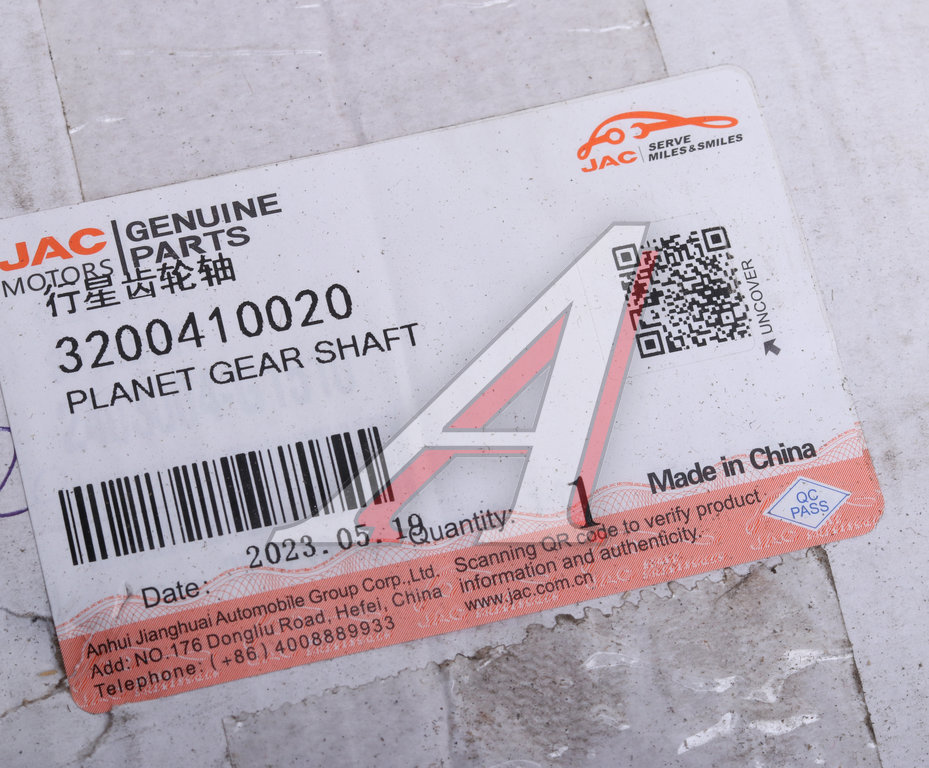 JAC
SERVE
MILES&SMILES
JAC
MOTORS
GENUINE
PARTS
行星齿轮轴
3200410020
PLANET GEAR SHAFT
UNCOVER
Made in China
Date: 2023.05.19
Quantity: 1
QC
PASS
Anhui Jianghuai Automobile Group Corp.,Ltd.
Add: NO.176 Dongliu Road, Hefei, China
Telephone: (+86)4008889933
Scanning QR code to verify product
information and authenticity.
www.jac.com.cn